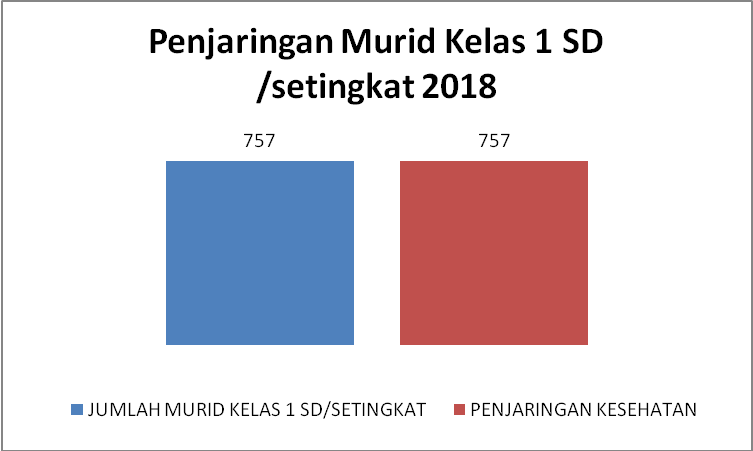 Penjaringan Murid Kelas 1 SD
/setingkat 2018
757 757
JUMLAH MURID KELAS 1 SD/SETINGKAT PENJARINGAN KESEHATAN